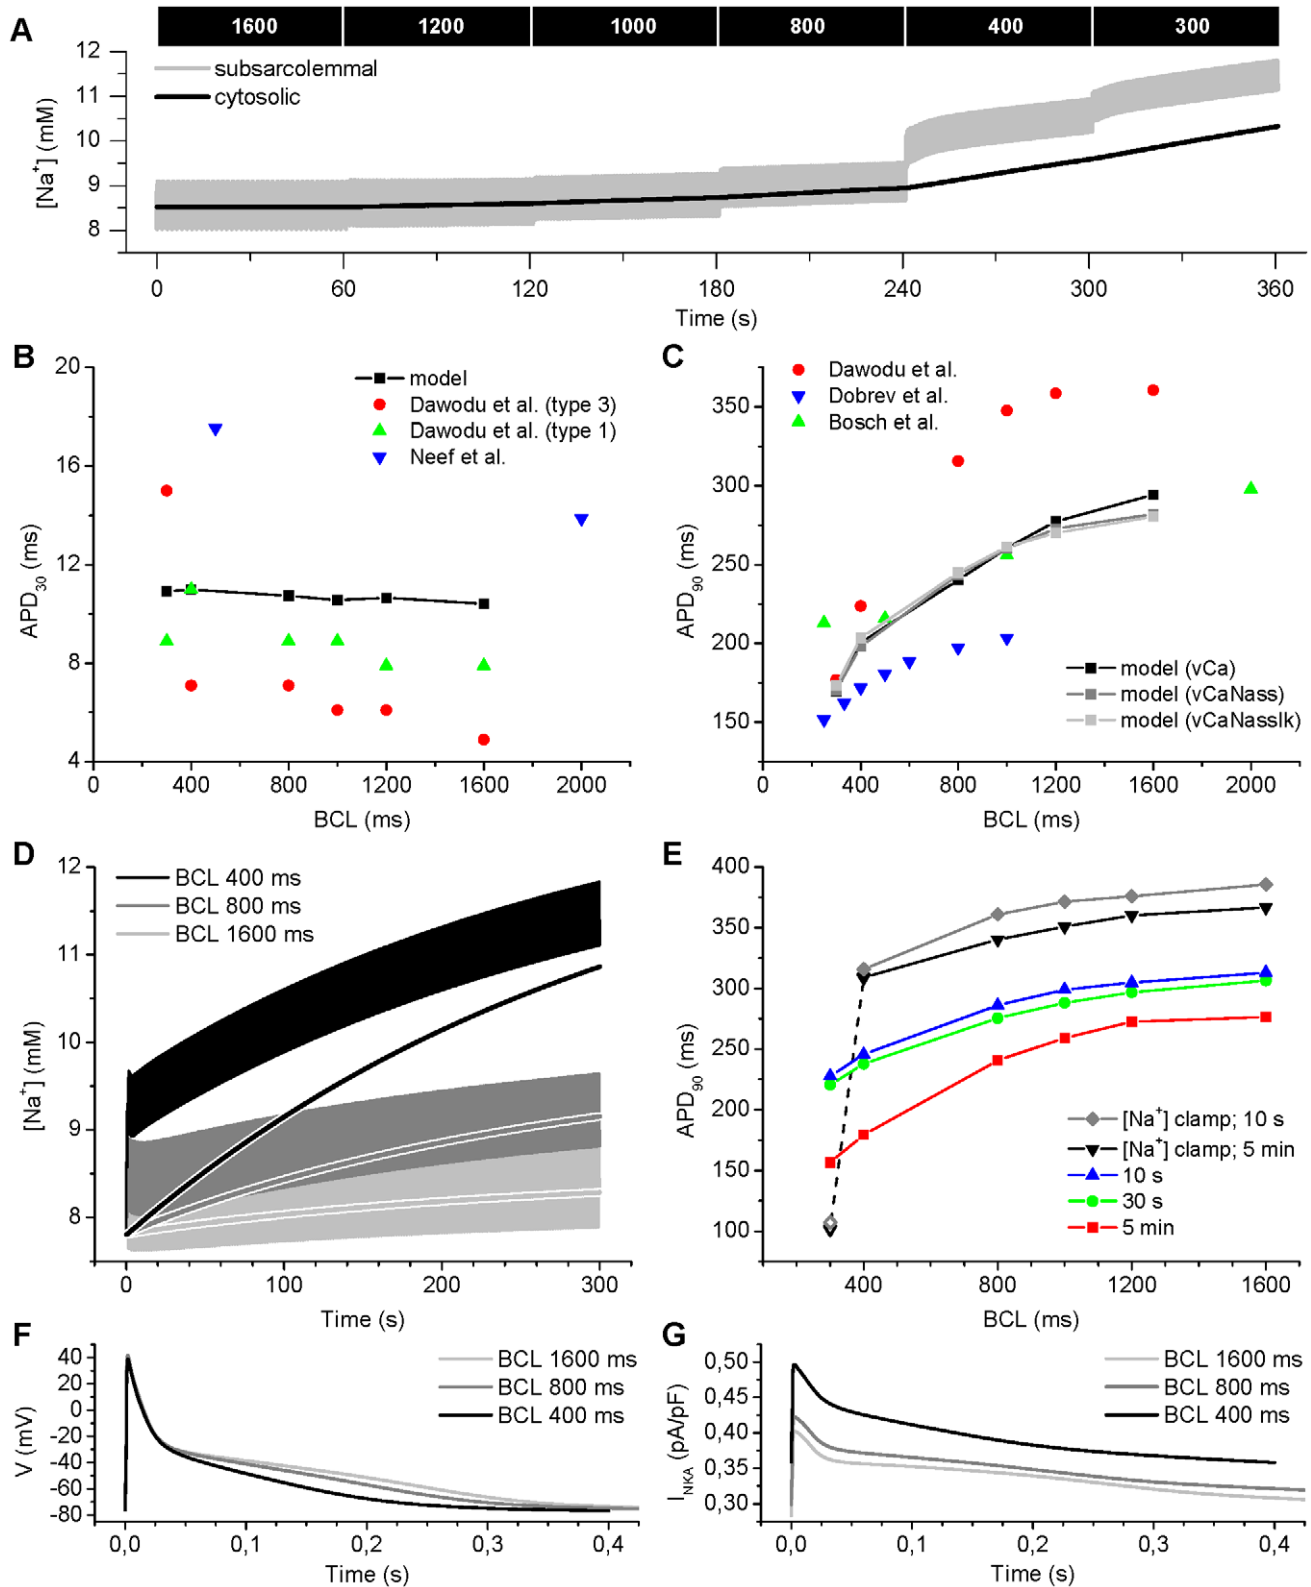 A
1600 1200 1000 800 400 300
12
11
10
9
8
[Na+] (mM)
subsarcolemmal
cytosolic
0 60 120 180 240 300 360
Time (s)
B
20
16
12
8
4
APD30 (ms)
model
Dawodu et al. (type 3)
Dawodu et al. (type 1)
Neef et al.
0 400 800 1200 1600 2000
BCL (ms)
C
350
300
250
200
150
APD90 (ms)
Dawodu et al.
Dobrev et al.
Bosch et al.
model (vCa)
model (vCaNass)
model (vCaNassIk)
0 400 800 1200 1600 2000
BCL (ms)
D
12
11
10
9
8
[Na+] (mM)
BCL 400 ms
BCL 800 ms
BCL 1600 ms
0 100 200 300
Time (s)
E
400
350
300
250
200
150
100
APD90 (ms)
[Na+] clamp; 10 s
[Na+] clamp; 5 min
10 s
30 s
5 min
400 800 1200 1600
BCL (ms)
F
40
20
0
-20
-40
-60
-80
V (mV)
BCL 1600 ms
BCL 800 ms
BCL 400 ms
0,0 0,1 0,2 0,3 0,4
Time (s)
G
0,50
0,45
0,40
0,35
0,30
INKA (pA/pF)
BCL 1600 ms
BCL 800 ms
BCL 400 ms
0,0 0,1 0,2 0,3 0,4
Time (s)